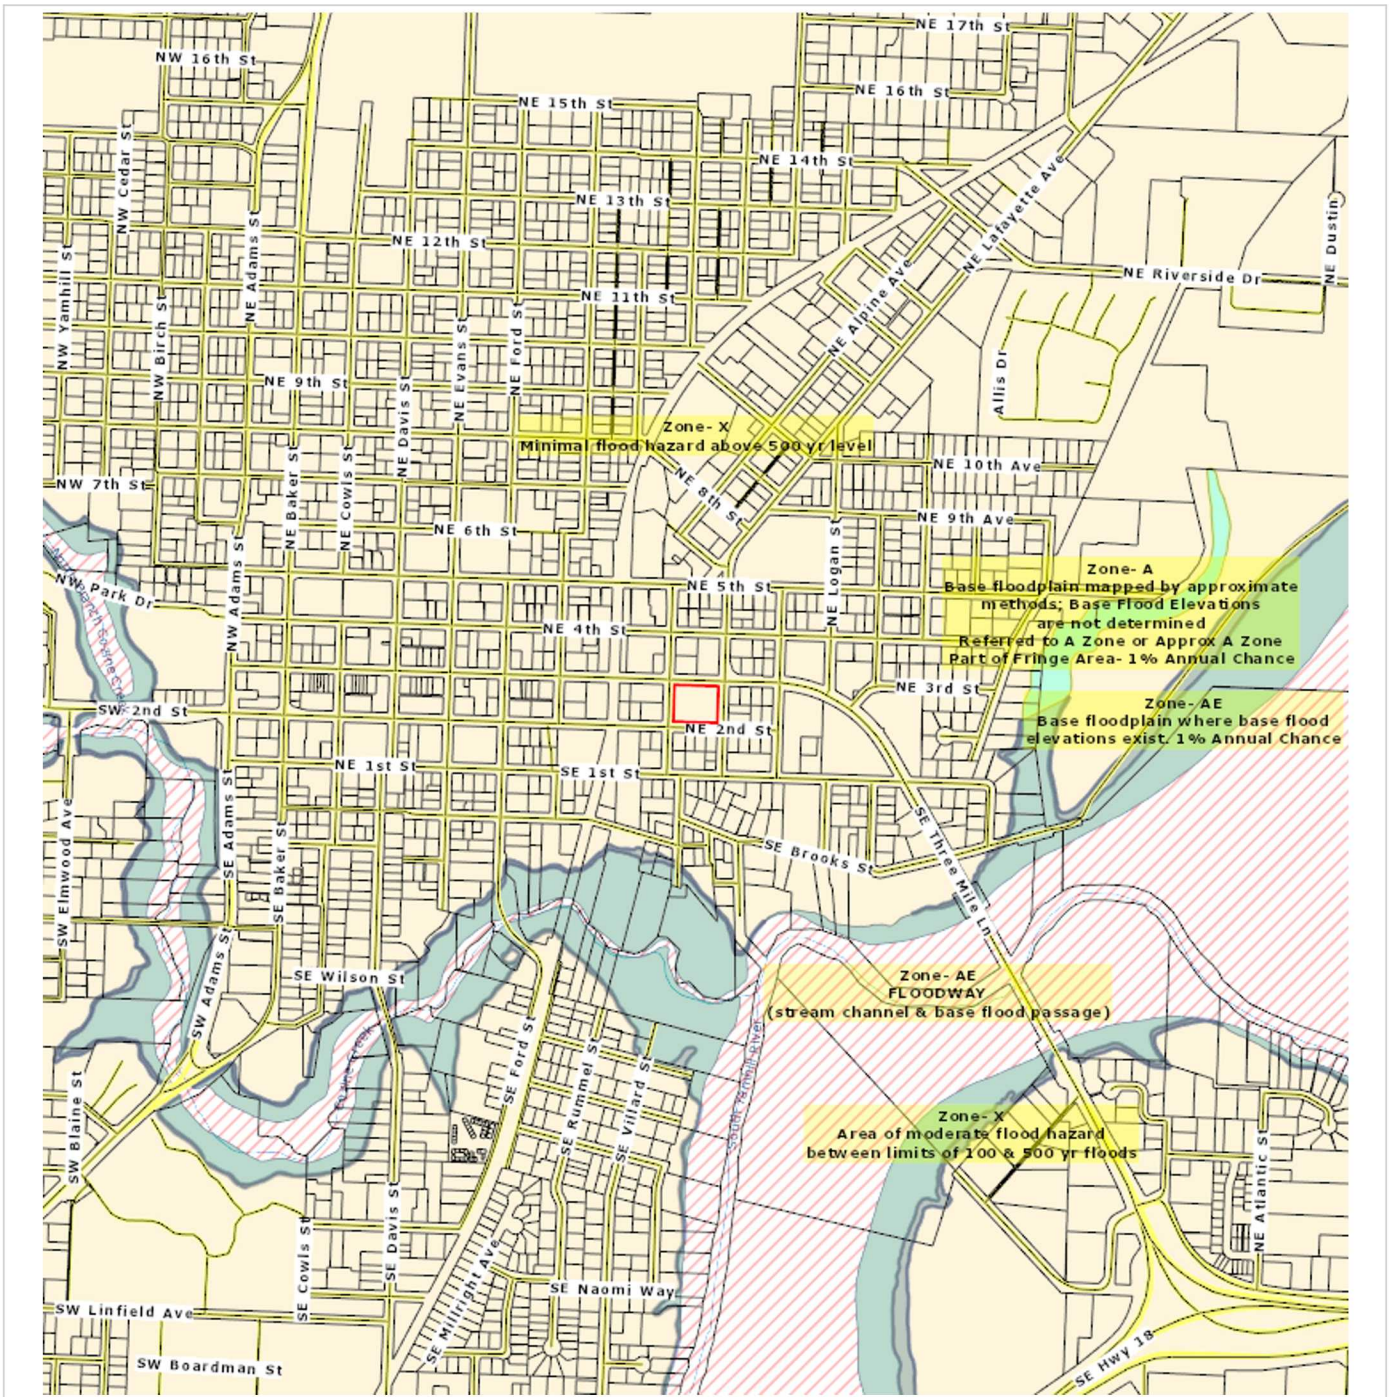 NE 17th St
NW 16th St
NE 16th St
NE 15th St
NW Cedar St
NE 14th St
NE 13th St
NE Lafayette Ave
NE Dustin
NE Adams St
NE 12th St
NW Yamhill St
NE Riverside Dr
NE 11th St
NE Alpine Ave
NW Birch St
NE Evans St
NE Ford St
Allis Dr
NE 9th St
NE Davis St
Zone- X
Minimal flood hazard above 500 yr level
NE 10th Ave
NW 7th St
NE Baker St
NE Cowls St
NE 8th St
NE 9th Ave
NE 6th St
NW Adams St
NE Logan St
NW Park Dr
NE 5th St
Zone- A
Base floodplain mapped by approximate
methods; Base Flood Elevations
are not determined
Referred to A Zone or Approx A Zone
Part of Fringe Area- 1% Annual Chance
NE 4th St
NE 3rd St
SW 2nd St
NE 2nd St
Zone- AE
Base floodplain where base flood
elevations exist. 1% Annual Chance
NE 1st St
SE 1st St
SE Adams St
SW Elmwood Ave
SE Baker St
SE Brooks St
SE Three Mile Ln
SW Adams St
SE Wilson St
Zone- AE
FLOODWAY
(stream channel & base flood passage)
South Yamhill River
SE Ford St
SE Rummel St
SE Villard St
SW Blaine St
Zone- X
Area of moderate flood hazard
between limits of 100 & 500 yr floods
NE Atlantic St
SE Cowls St
SE Davis St
SE Millright Ave
SE Naomi Way
SW Linfield Ave
SW Boardman St
SE Hwy 18